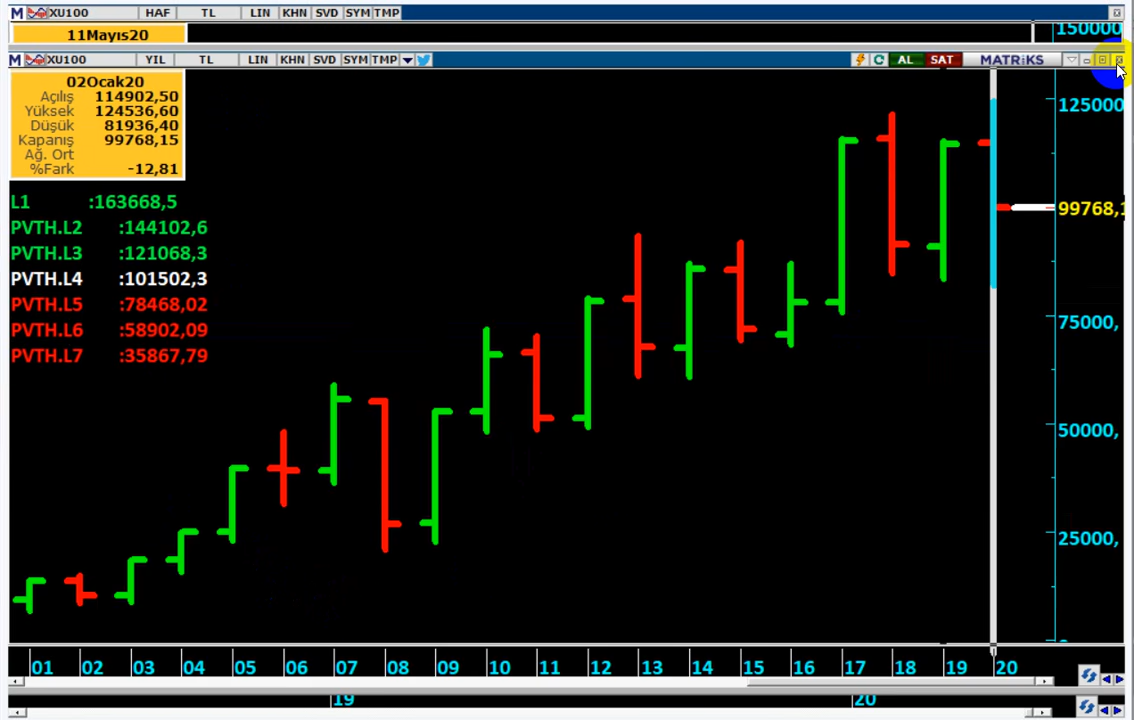 M XU100 HAF TL LIN KHN SVD SYM TMP
11Mayıs20
150000
M XU100 YIL TL LIN KHN SVD SYM TMP AL SAT MATRiKS
02Ocak20
Açılış 114902,50
Yüksek 124536,60
Düşük 81936,40
Kapanış 99768,15
Ağ. Ort
%Fark -12,81
L1 :163668,5
PVTH.L2 :144102,6
PVTH.L3 :121068,3
PVTH.L4 :101502,3
PVTH.L5 :78468,02
PVTH.L6 :58902,09
PVTH.L7 :35867,79
125000
99768,1
75000,
50000,
25000,
01 02 03 04 05 06 07 08 09 10 11 12 13 14 15 16 17 18 19 20
19 20